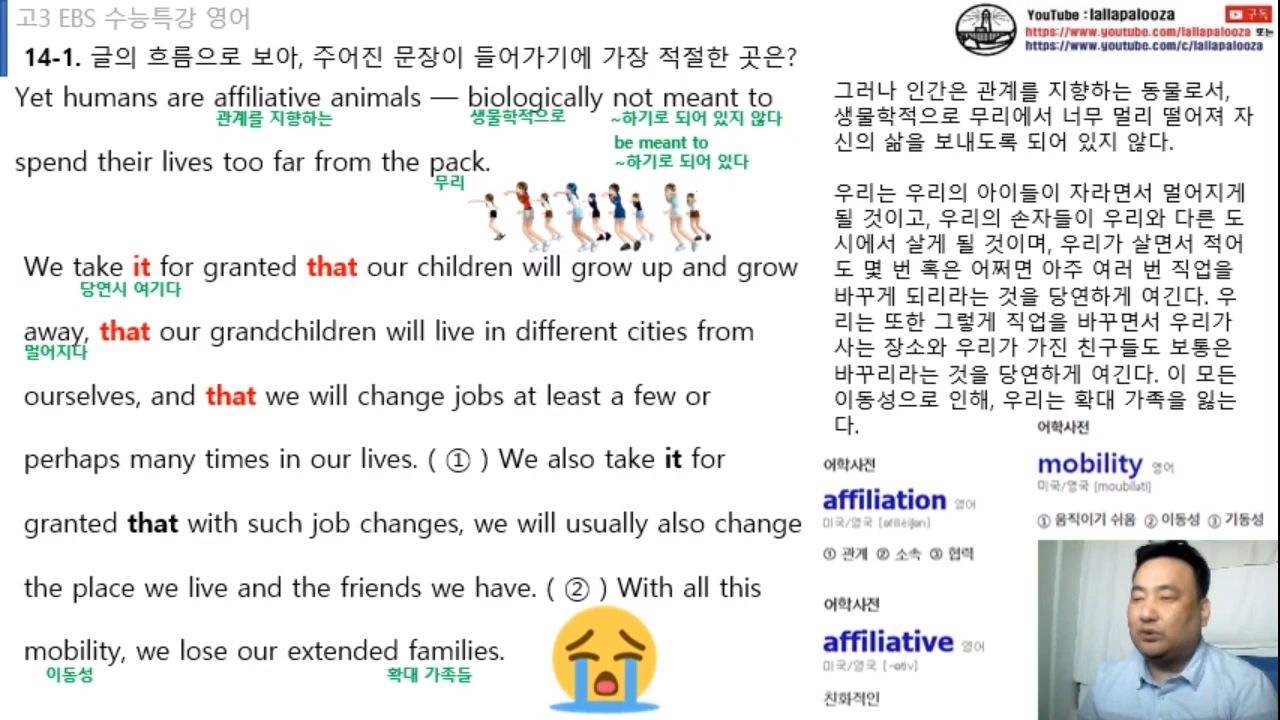 고3 EBS 수능특강 영어
YouTube : lallapalooza
구독
https://www.youtube.com/lallapalooza 또는
https://www.youtube.com/c/lallapalooza
14-1. 글의 흐름으로 보아, 주어진 문장이 들어가기에 가장 적절한 곳은?
Yet humans are affiliative animals — biologically not meant to
관계를 지향하는 생물학적으로 ~하기로 되어 있지 않다
be meant to
~하기로 되어 있다
spend their lives too far from the pack.
무리
We take it for granted that our children will grow up and grow
당연시 여기다
away, that our grandchildren will live in different cities from
멀어지다
ourselves, and that we will change jobs at least a few or
perhaps many times in our lives. ( ① ) We also take it for
granted that with such job changes, we will usually also change
the place we live and the friends we have. ( ② ) With all this
mobility, we lose our extended families.
이동성 확대 가족들
그러나 인간은 관계를 지향하는 동물로서,
생물학적으로 무리에서 너무 멀리 떨어져 자
신의 삶을 보내도록 되어 있지 않다.
우리는 우리의 아이들이 자라면서 멀어지게
될 것이고, 우리의 손자들이 우리와 다른 도
시에서 살게 될 것이며, 우리가 살면서 적어
도 몇 번 혹은 어쩌면 아주 여러 번 직업을
바꾸게 되리라는 것을 당연하게 여긴다. 우
리는 또한 그렇게 직업을 바꾸면서 우리가
사는 장소와 우리가 가진 친구들도 보통은
바꾸리라는 것을 당연하게 여긴다. 이 모든
이동성으로 인해, 우리는 확대 가족을 잃는
다.
어학사전
mobility 영어
미국/영국 [moubíləti]
① 움직이기 쉬움 ② 이동성 ③ 기동성
어학사전
affiliation 영어
미국/영국
① 관계 ② 소속 ③ 협력
어학사전
affiliative 영어
미국/영국 [-ətiv]
친화적인